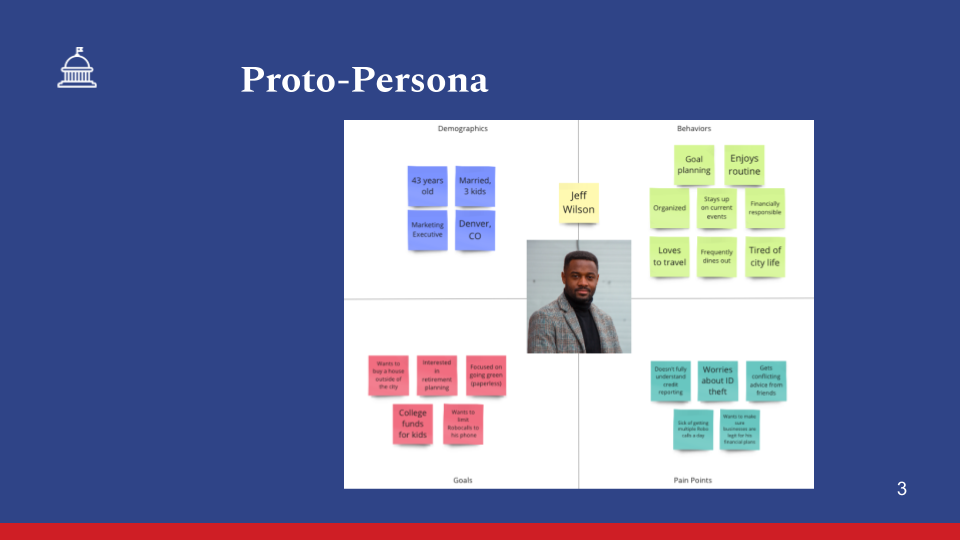 Proto-Persona
Demographics
43 years
old
Married,
3 kids
Marketing
Executive
Denver,
CO
Jeff
Wilson
Behaviors
Goal
planning
Enjoys
routine
Organized
Stays up
on current
events
Financially
responsible
Loves
to travel
Frequently
dines out
Tired of
city life
Wants to
buy a house
outside of
the city
Interested
in
retirement
planning
Focused on
going green
(paperless)
College
funds
for kids
Wants to
keep
Robocalls to
his phone
Goals
Doesn't fully
understand
credit
reporting
Worries
about ID
theft
Gets
conflicting
advice from
friends
Sick of getting
multiple Robo
calls a day
Wants to make
sure
businesses are
legit for his
financial plans
Pain Points
3